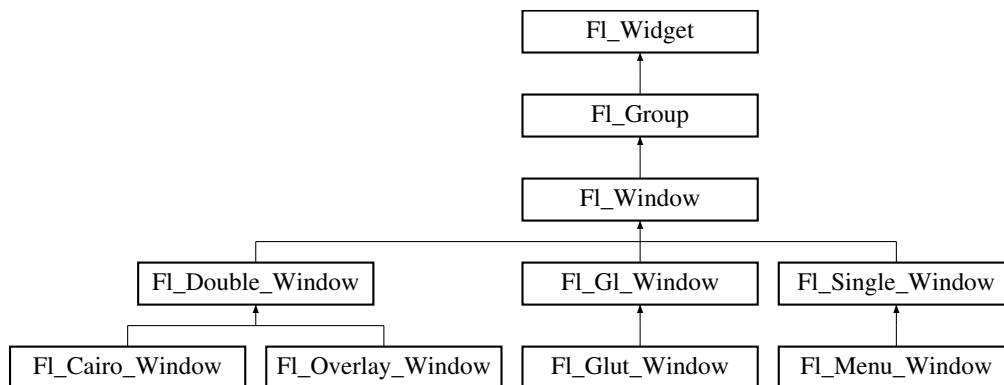 Fl_Widget
Fl_Group
Fl_Window
Fl_Double_Window
Fl_Gl_Window
Fl_Single_Window
Fl_Cairo_Window
Fl_Overlay_Window
Fl_Glut_Window
Fl_Menu_Window